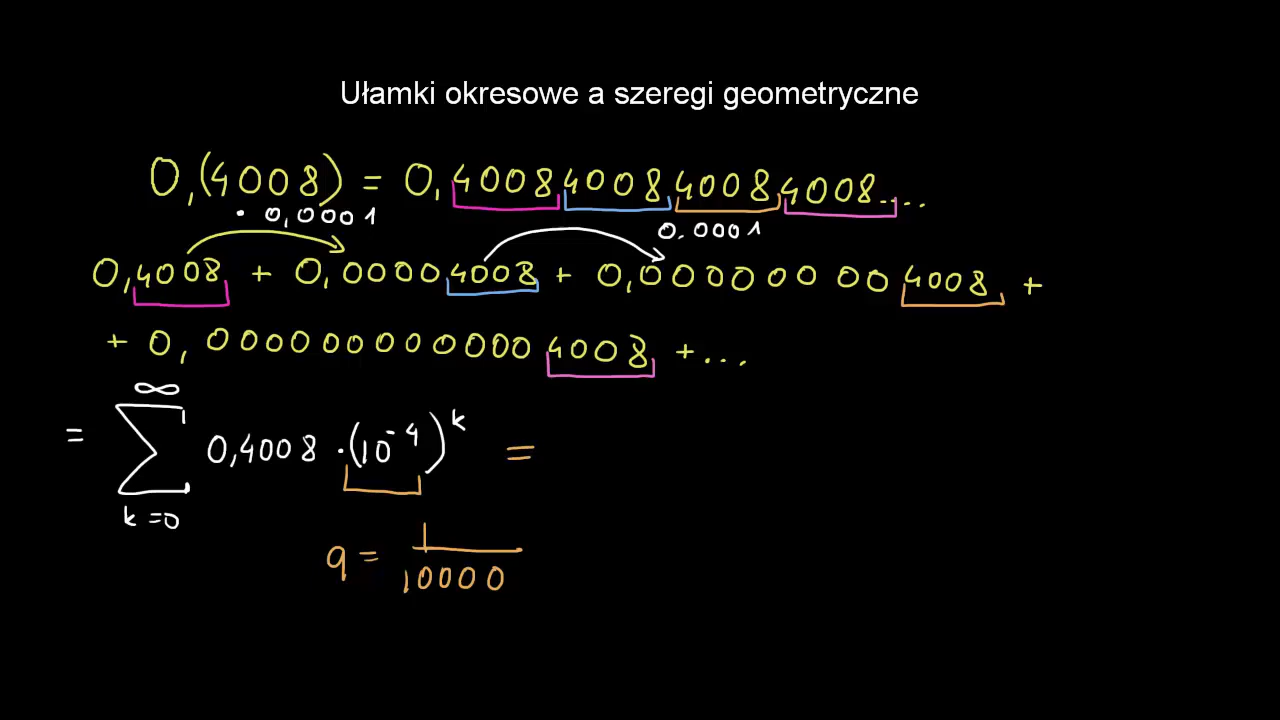 Ułamki okresowe a szeregi geometryczne
0,(4008) = 0,4008400840084008...
· 0,0001
0.0001
0,4008 + 0,00004008 + 0,000000004008 +
+ 0,0000000000004008 + ...
= ∞ ∑ k=0 0,4008 · (10⁻⁴)ᵏ =
q = 1/10000